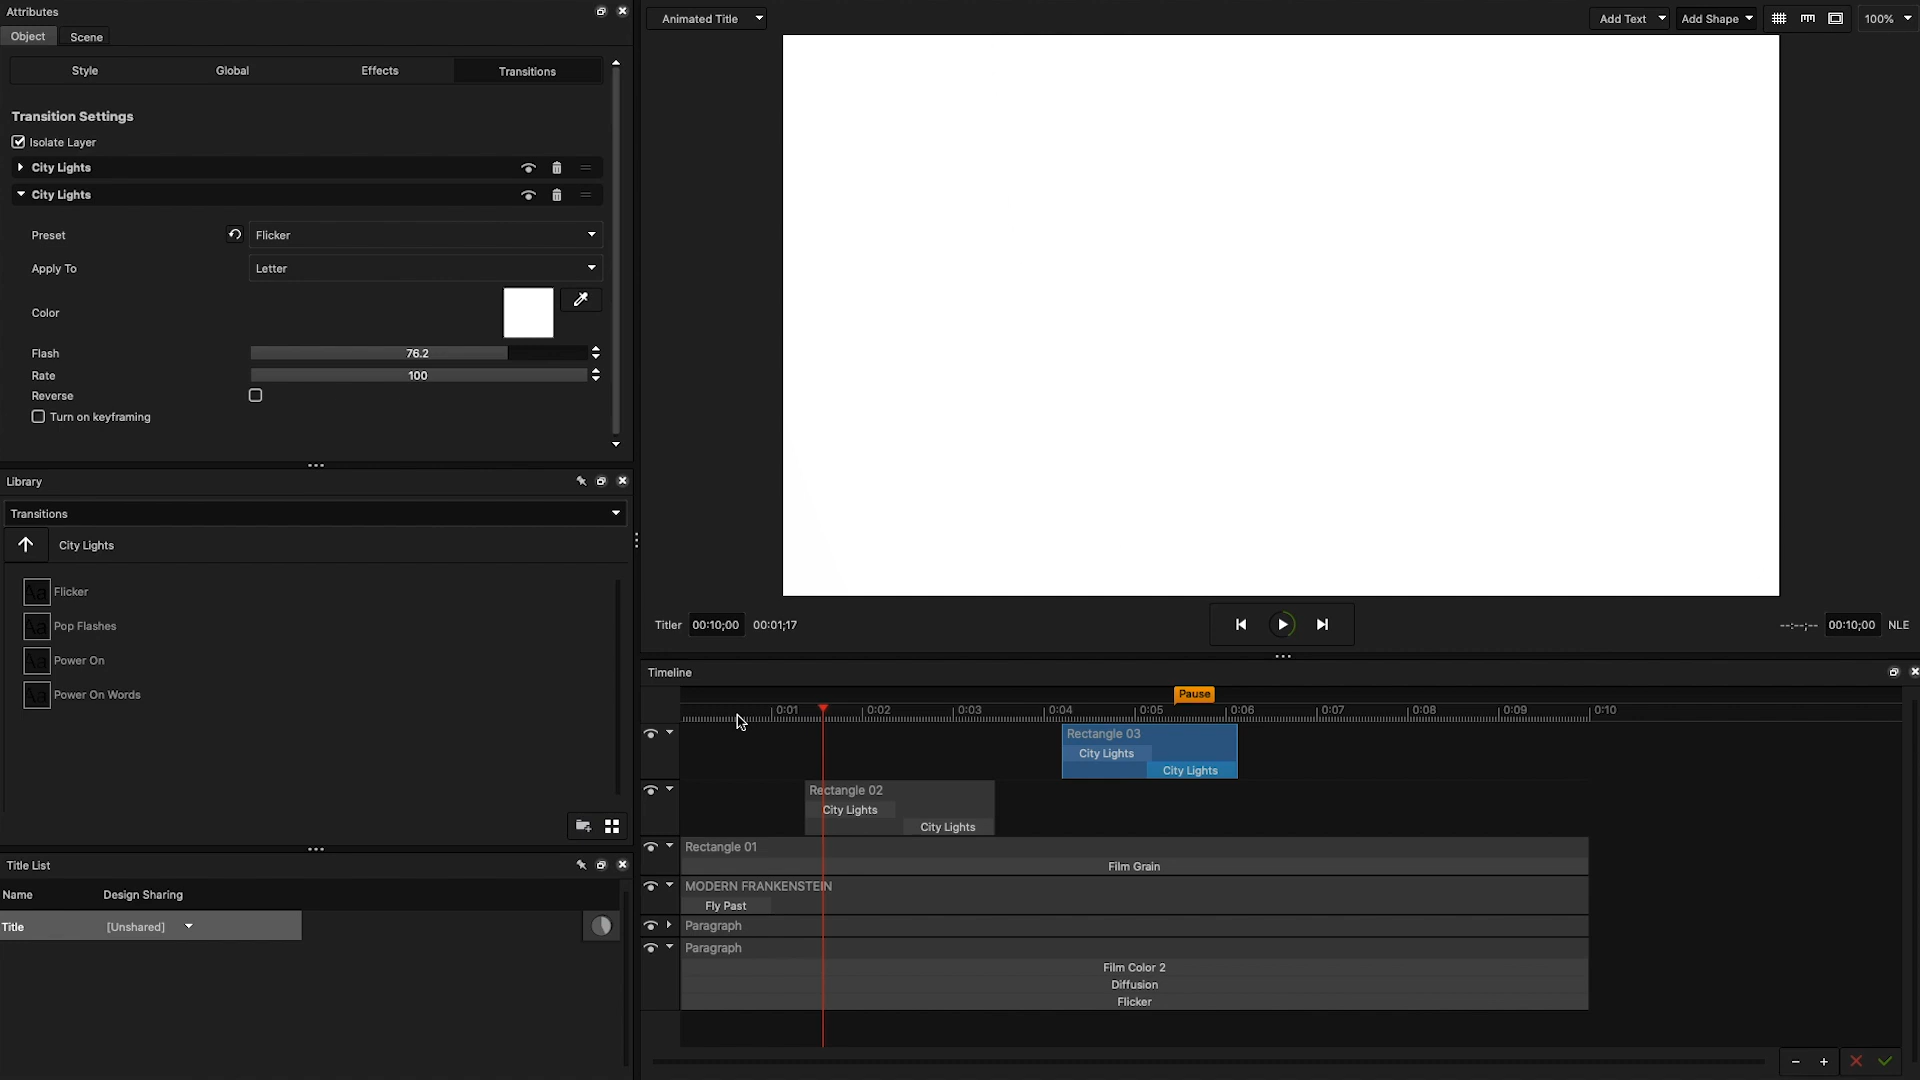 Attributes
Object Scene
Style Global Effects Transitions
Transition Settings
Isolate Layer
City Lights
City Lights
Preset Flicker
Apply To Letter
Color
Flash 76.2
Rate 100
Reverse
Turn on keyframing
Library
Transitions
City Lights
Aa Flicker
Aa Pop Flashes
Aa Power On
Aa Power On Words
Title List
Name Design Sharing
Title [Unshared]
Animated Title Add Text Add Shape 100%
Titler 00:10;00 00:01;17 --:--;-- 00:10;00 NLE
Timeline
Pause
0:01 0:02 0:03 0:04 0:05 0:06 0:07 0:08 0:09 0:10
Rectangle 03
City Lights
City Lights
Rectangle 02
City Lights
City Lights
Rectangle 01
Film Grain
MODERN FRANKENSTEIN
Fly Past
Paragraph
Paragraph
Film Color 2
Diffusion
Flicker